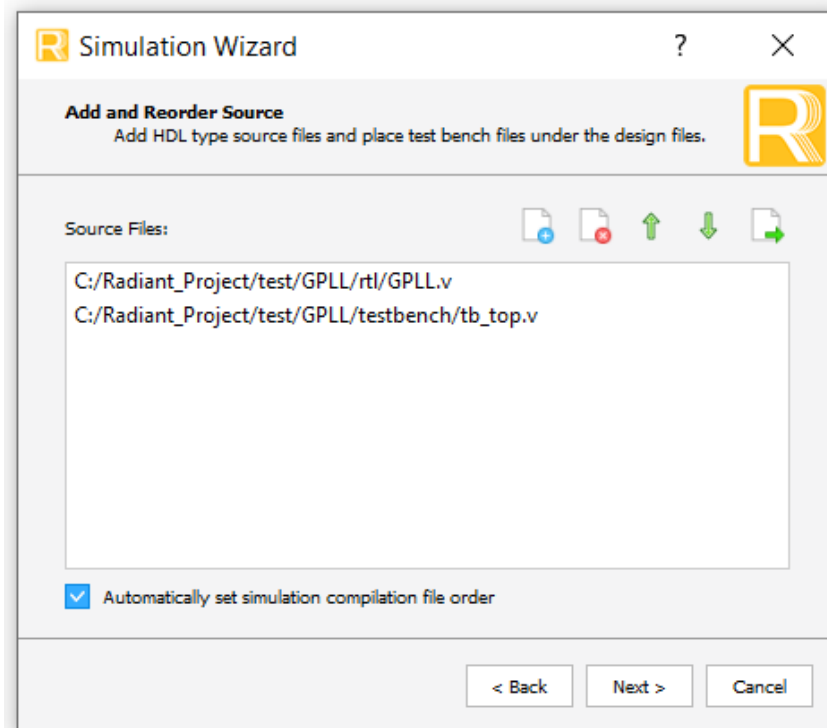 Simulation Wizard ?
Add and Reorder Source
Add HDL type source files and place test bench files under the design files.
Source Files:
C:/Radiant_Project/test/GPLL/rtl/GPLL.v
C:/Radiant_Project/test/GPLL/testbench/tb_top.v
Automatically set simulation compilation file order
< Back Next > Cancel